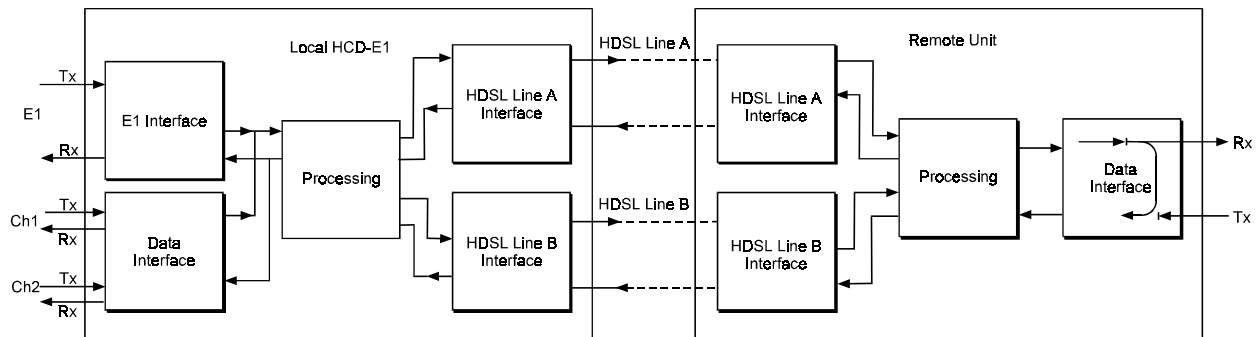 Local HCD-E1
HDSL Line A
Remote Unit
Tx
E1
Rx
E1 Interface
HDSL Line A
Interface
HDSL Line A
Interface
Processing
Processing
Data
Interface
Rx
Tx
Tx
Ch1
Rx
Tx
Ch2
Rx
Data
Interface
HDSL Line B
HDSL Line B
Interface
HDSL Line B
Interface